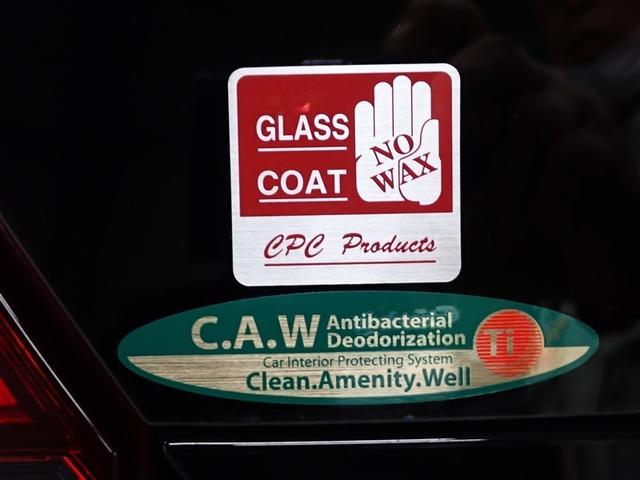 GLASS
COAT
NO
WAX
CPC Products
C.A.W Antibacterial
Deodorization
Ti
Car Interior Protecting System
Clean.Amenity.Well